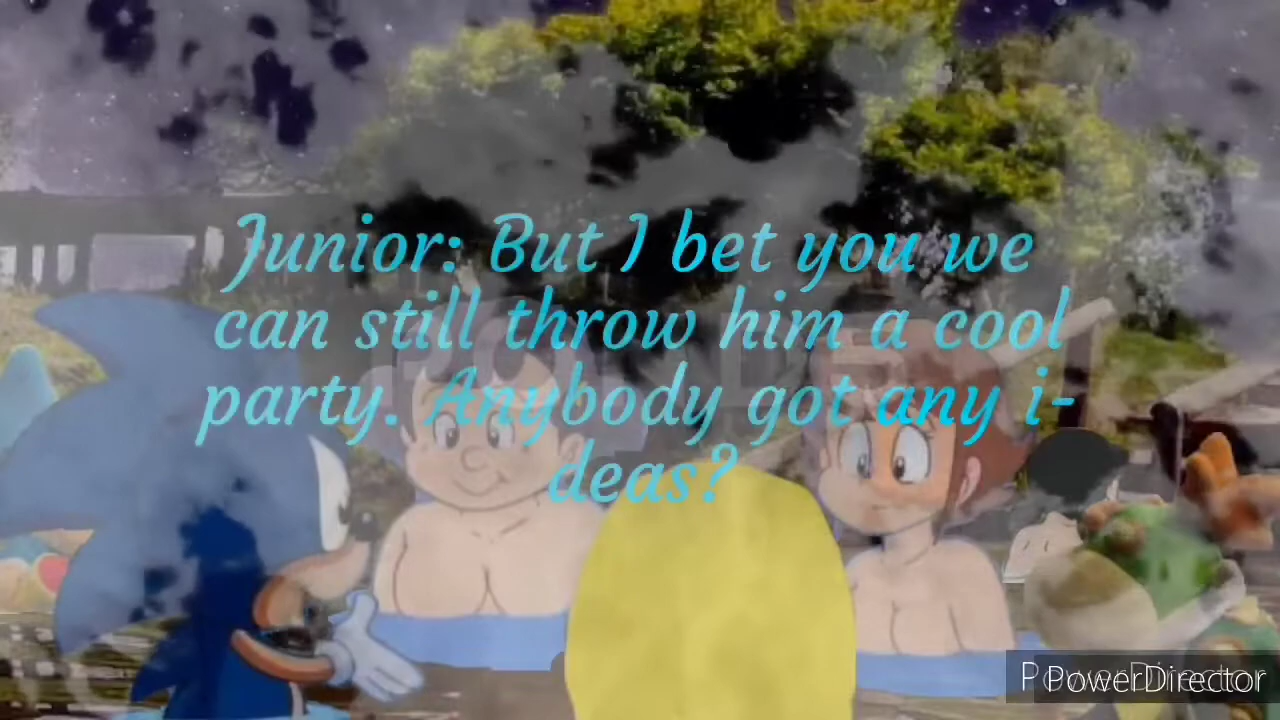 Junior: But I bet you we
can still throw him a cool
party. Anybody got any i-
deas?
PowerDirector